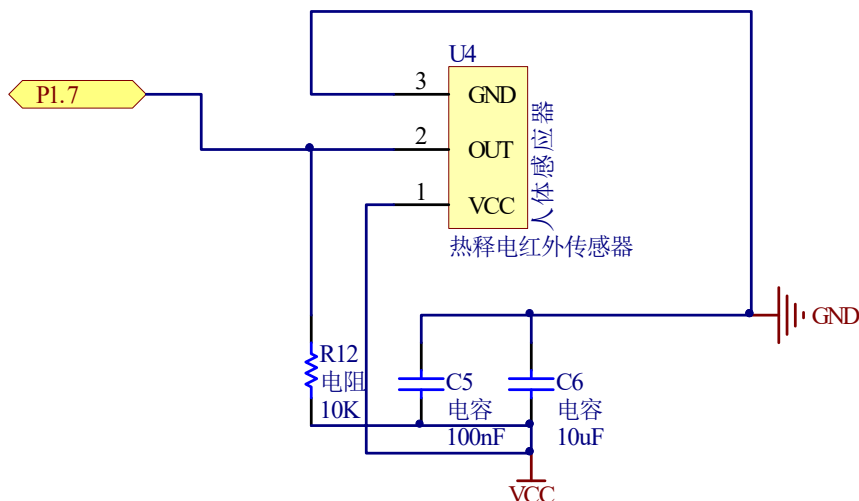 U4
P1.7
3
GND
2
OUT
1
VCC
人体感应器
热释电红外传感器
GND
R12
电阻
10K
C5
电容
100nF
C6
电容
10uF
VCC